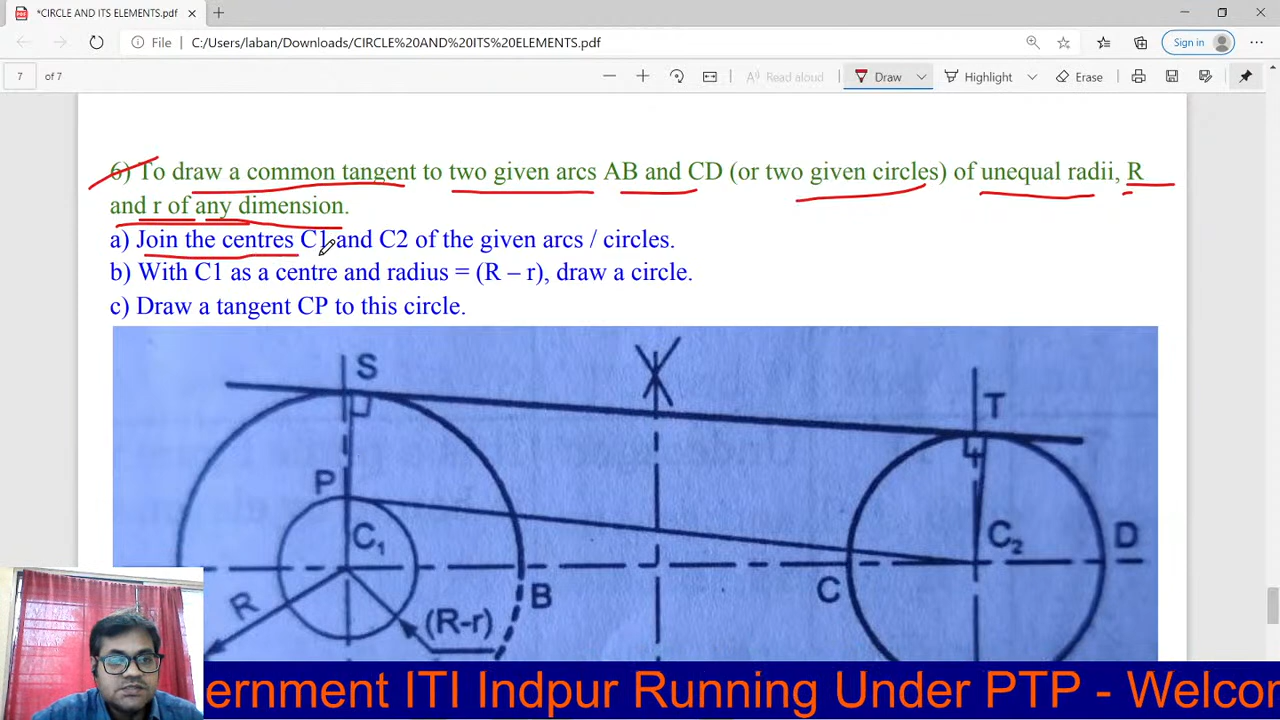 *CIRCLE AND ITS ELEMENTS.pdf
File C:/Users/laban/Downloads/CIRCLE%20AND%20ITS%20ELEMENTS.pdf Sign in
7 of 7 Read aloud Draw Highlight Erase
6) To draw a common tangent to two given arcs AB and CD (or two given circles) of unequal radii, R
and r of any dimension.
a) Join the centres C1 and C2 of the given arcs / circles.
b) With C1 as a centre and radius = (R – r), draw a circle.
c) Draw a tangent CP to this circle.
S
T
P
C1
C2
D
B
C
R
(R-r)
ernment ITI Indpur Running Under PTP - Welcor